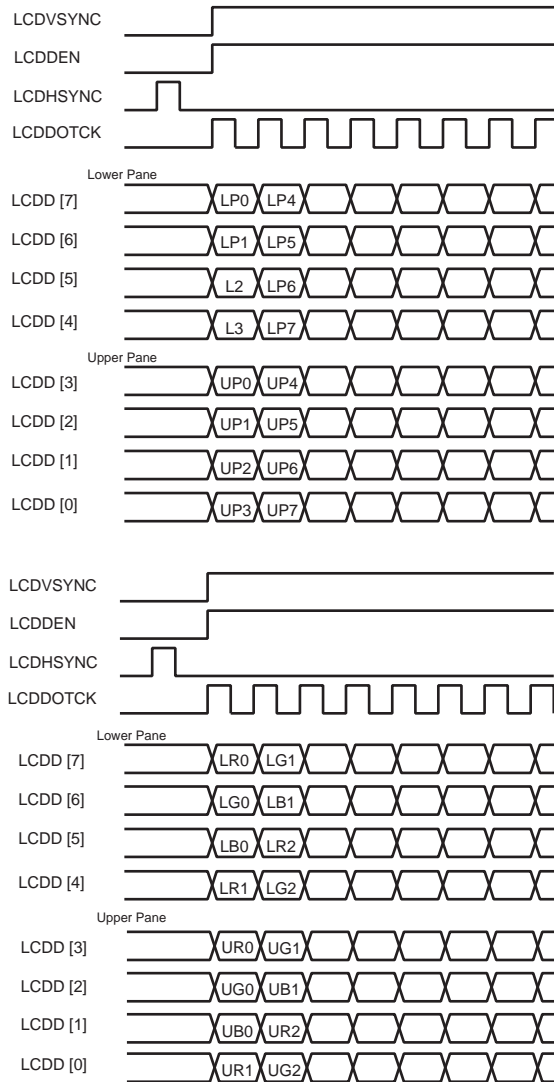 LCDVSYNC
LCDDEN
LCDHSYNC
LCDDOTCK
Lower Pane
LCDD [7] LP0 LP4
LCDD [6] LP1 LP5
LCDD [5] L2 LP6
LCDD [4] L3 LP7
Upper Pane
LCDD [3] UP0 UP4
LCDD [2] UP1 UP5
LCDD [1] UP2 UP6
LCDD [0] UP3 UP7
LCDVSYNC
LCDDEN
LCDHSYNC
LCDDOTCK
Lower Pane
LCDD [7] LR0 LG1
LCDD [6] LG0 LB1
LCDD [5] LB0 LR2
LCDD [4] LR1 LG2
Upper Pane
LCDD [3] UR0 UG1
LCDD [2] UG0 UB1
LCDD [1] UB0 UR2
LCDD [0] UR1 UG2